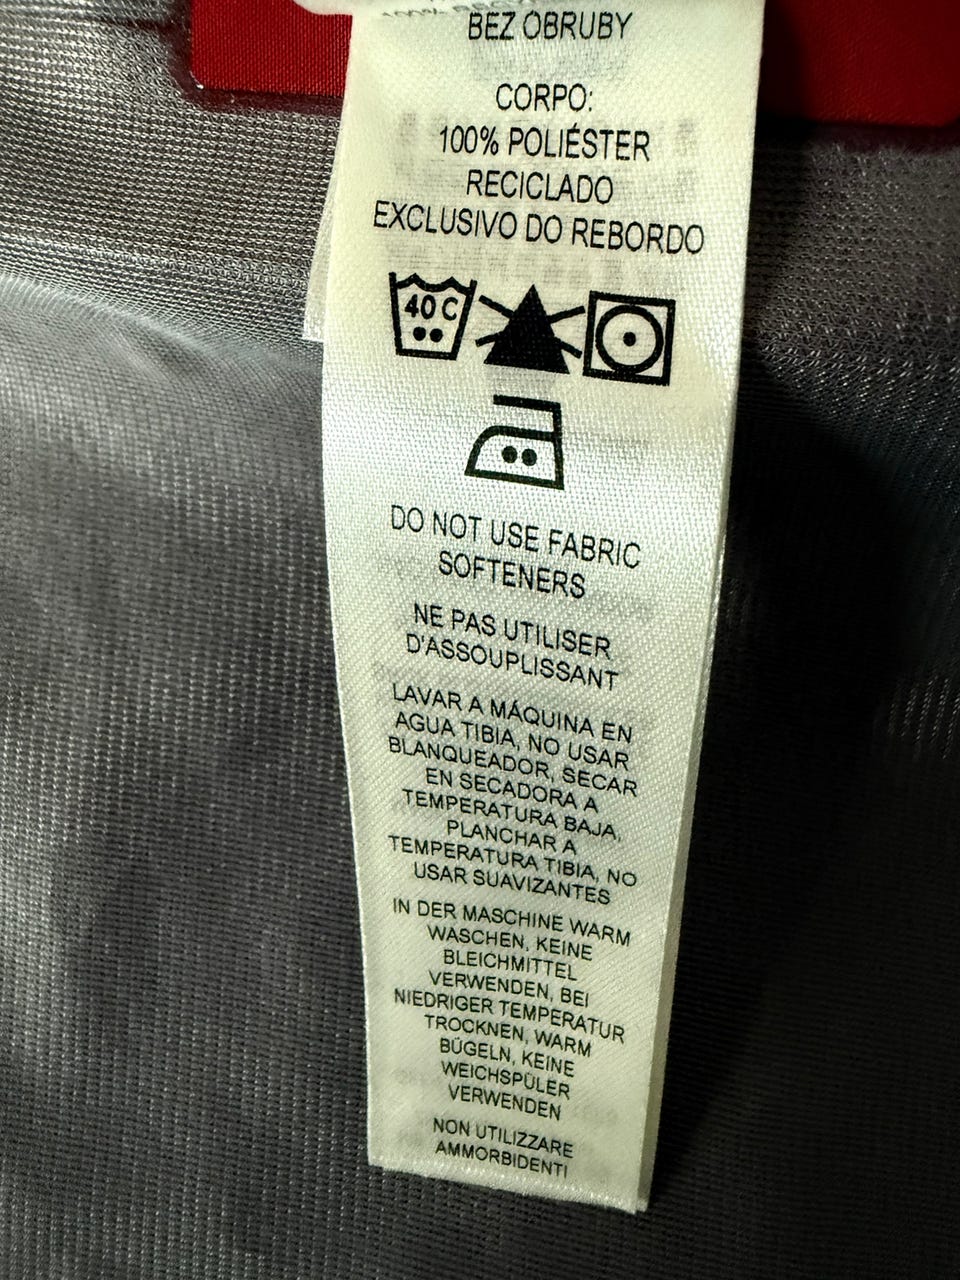 BEZ OBRUBY
CORPO:
100% POLIÉSTER
RECICLADO
EXCLUSIVO DO REBORDO
40 C
DO NOT USE FABRIC
SOFTENERS
NE PAS UTILISER
D'ASSOUPLISSANT
LAVAR A MÁQUINA EN
AGUA TIBIA, NO USAR
BLANQUEADOR, SECAR
EN SECADORA A
TEMPERATURA BAJA,
PLANCHAR A
TEMPERATURA TIBIA, NO
USAR SUAVIZANTES
IN DER MASCHINE WARM
WASCHEN, KEINE
BLEICHMITTEL
VERWENDEN, BEI
NIEDRIGER TEMPERATUR
TROCKNEN, WARM
BÜGELN, KEINE
WEICHSPÜLER
VERWENDEN
NON UTILIZZARE
AMMORBIDENTI